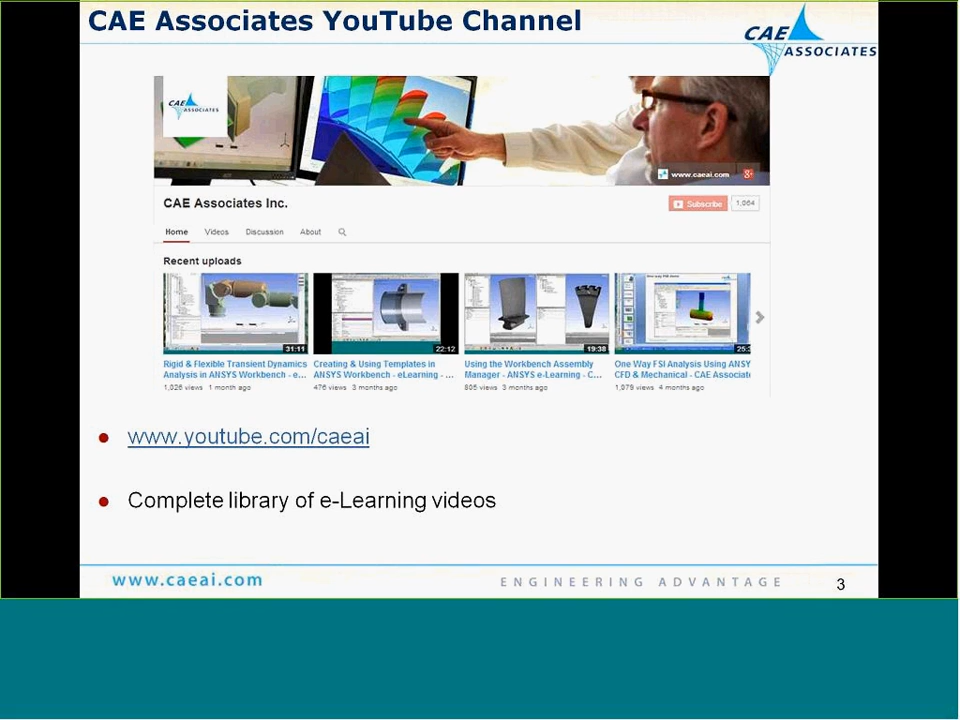 CAE Associates YouTube Channel
CAE
ASSOCIATES
CAE
ASSOCIATES
www.caeai.com
CAE Associates Inc.
Subscribe 1,064
Home Videos Discussion About
Recent uploads
31:11 22:12 19:38 25:3
Rigid & Flexible Transient Dynamics Creating & Using Templates in Using the Workbench Assembly One Way FSI Analysis Using ANSY
Analysis in ANSYS Workbench - e... ANSYS Workbench - eLearning - ... Manager - ANSYS e-Learning - C... CFD & Mechanical - CAE Associate
1,026 views 1 month ago 476 views 3 months ago 805 views 3 months ago 1,079 views 4 months ago
www.youtube.com/caeai
Complete library of e-Learning videos
www.caeai.com ENGINEERING ADVANTAGE 3